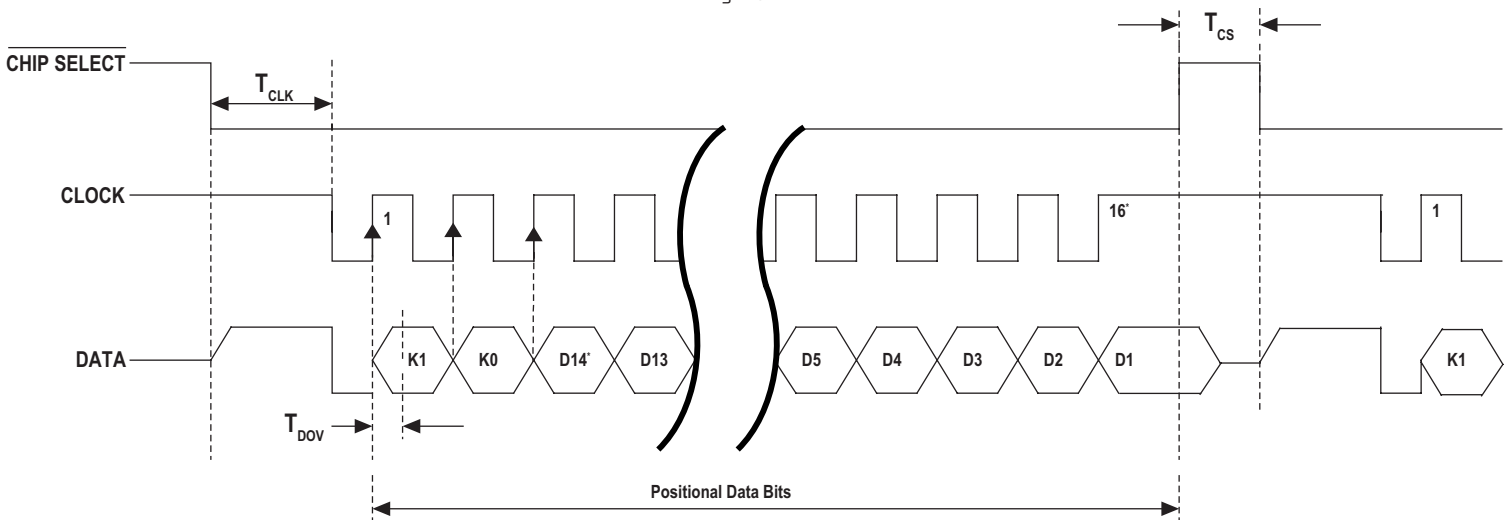 T_CS
CHIP SELECT
T_CLK
CLOCK
1
16*
1
DATA
K1 K0 D14* D13 D5 D4 D3 D2 D1 K1
T_DOV
Positional Data Bits